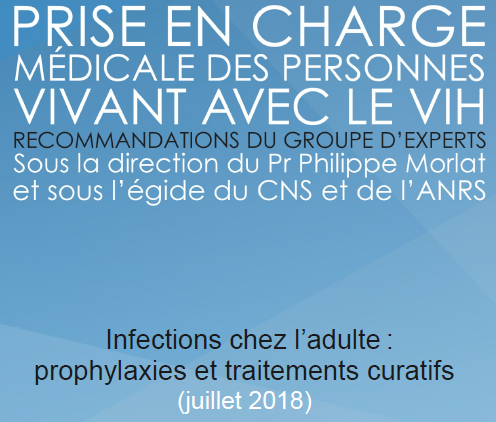 PRISE EN CHARGE
MÉDICALE DES PERSONNES
VIVANT AVEC LE VIH
RECOMMANDATIONS DU GROUPE D'EXPERTS
Sous la direction du Pr Philippe Morlat
et sous l'égide du CNS et de l'ANRS
Infections chez l'adulte :
prophylaxies et traitements curatifs
(juillet 2018)